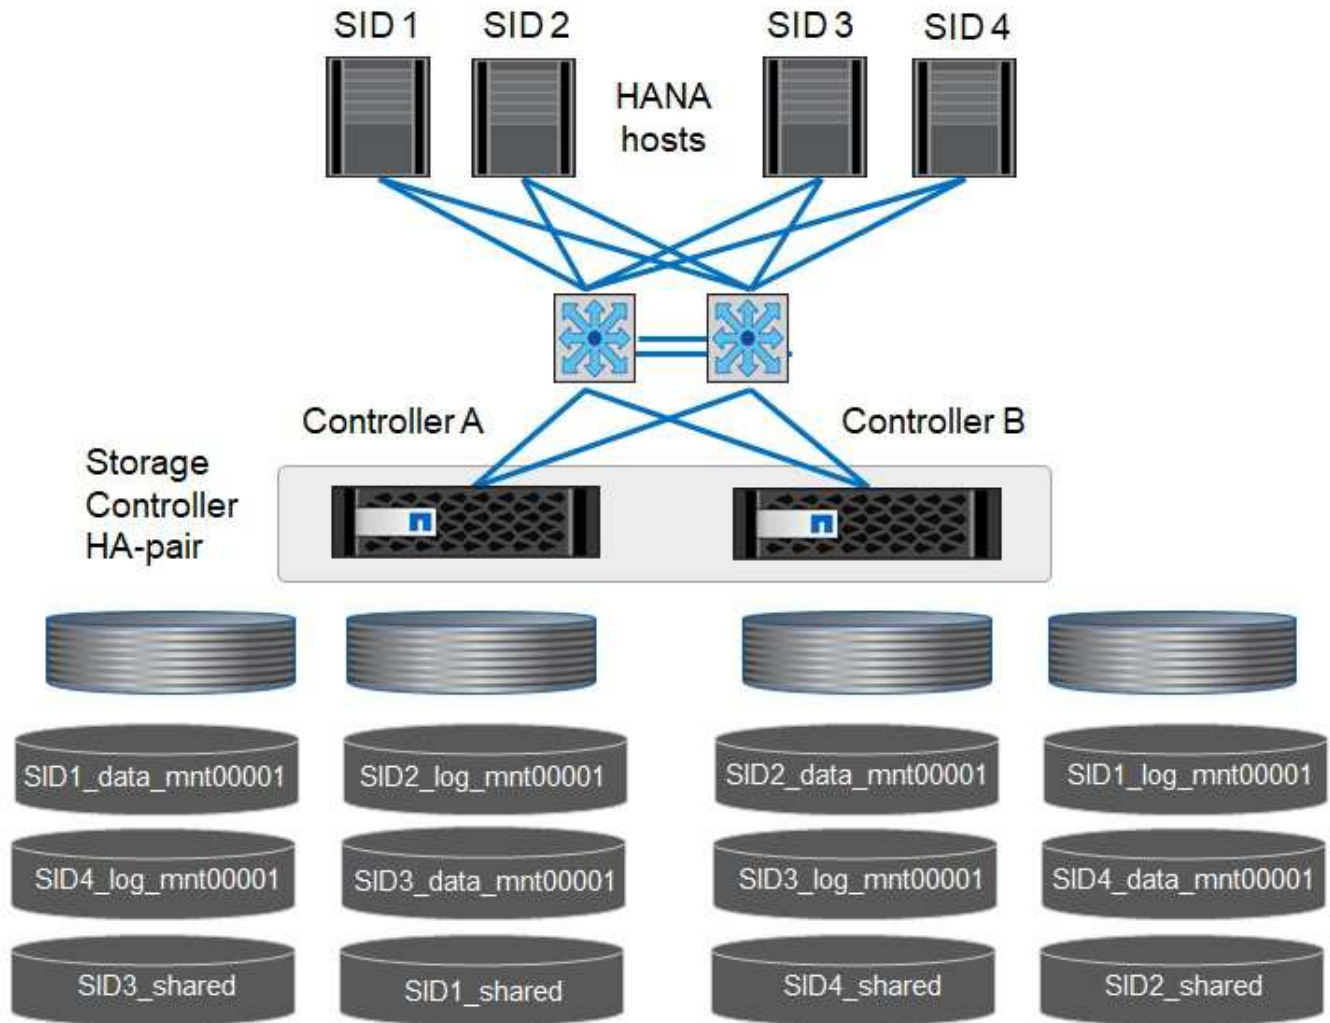 SID 1
SID 2
SID 3
SID 4
HANA
hosts
Controller A
Controller B
Storage
Controller
HA-pair
SID1_data_mnt00001
SID2_log_mnt00001
SID2_data_mnt00001
SID1_log_mnt00001
SID4_log_mnt00001
SID3_data_mnt00001
SID3_log_mnt00001
SID4_data_mnt00001
SID3_shared
SID1_shared
SID4_shared
SID2_shared